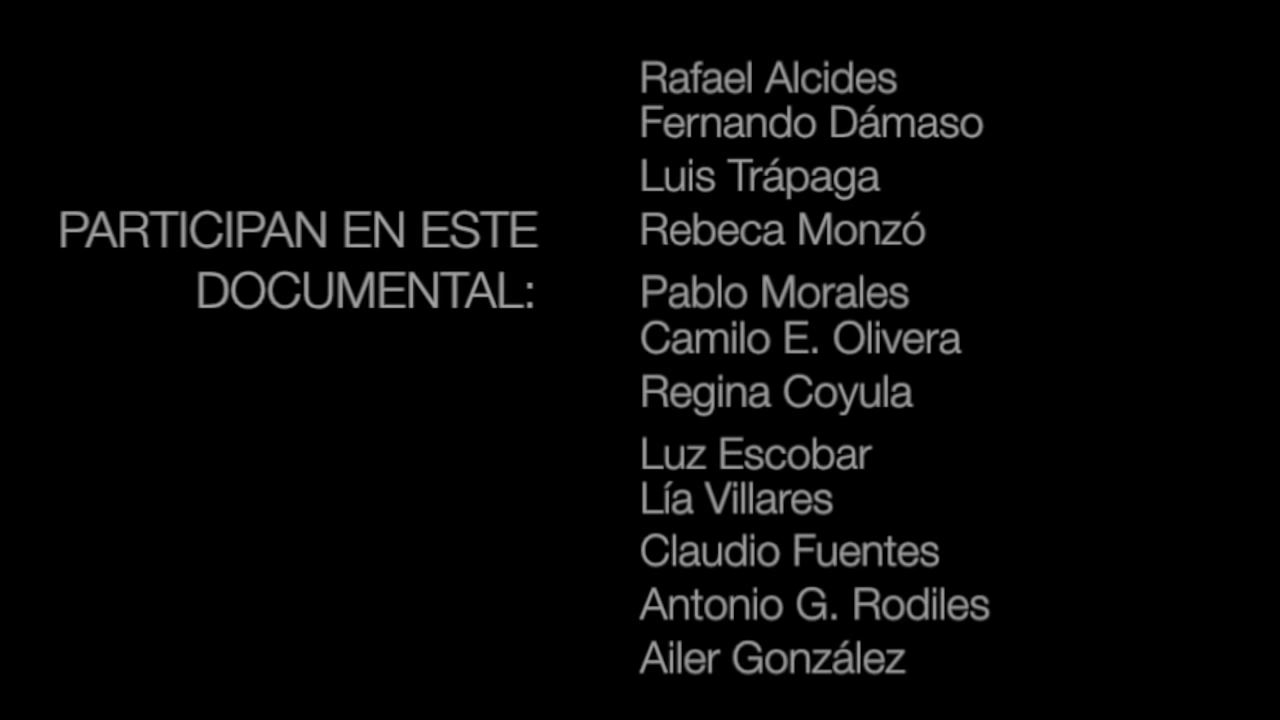 PARTICIPAN EN ESTE
DOCUMENTAL:
Rafael Alcides
Fernando Dámaso
Luis Trápaga
Rebeca Monzó
Pablo Morales
Camilo E. Olivera
Regina Coyula
Luz Escobar
Lía Villares
Claudio Fuentes
Antonio G. Rodiles
Ailer González